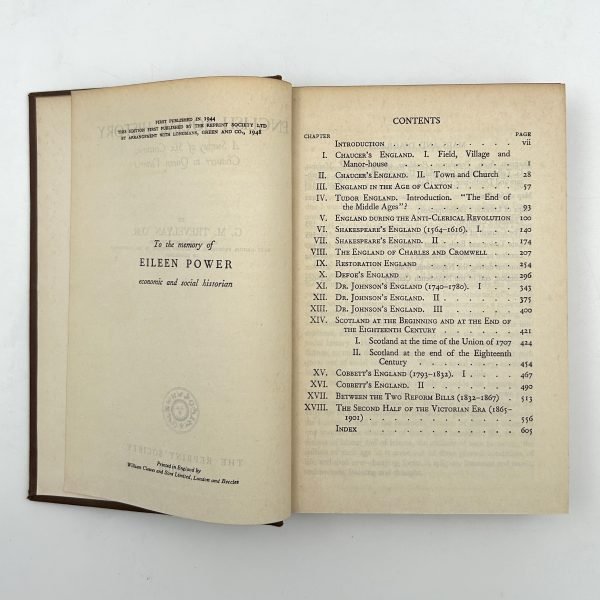 FIRST PUBLISHED IN 1944
THIS EDITION FIRST PUBLISHED BY THE REPRINT SOCIETY LTD
BY ARRANGEMENT WITH LONGMANS, GREEN AND CO., 1948
To the memory of
EILEEN POWER
economic and social historian
Printed in England by
William Clowes and Sons Limited, London and Beccles
CONTENTS
CHAPTER PAGE
INTRODUCTION vii
I. CHAUCER'S ENGLAND. I. Field, Village and
Manor-house 1
II. CHAUCER'S ENGLAND. II. Town and Church 28
III. ENGLAND IN THE AGE OF CAXTON 57
IV. TUDOR ENGLAND. Introduction. "The End of
the Middle Ages"? 93
V. ENGLAND DURING THE ANTI-CLERICAL REVOLUTION 100
VI. SHAKESPEARE'S ENGLAND (1564–1616). I. 140
VII. SHAKESPEARE'S ENGLAND. II 174
VIII. THE ENGLAND OF CHARLES AND CROMWELL 207
IX. RESTORATION ENGLAND 254
X. DEFOE'S ENGLAND 296
XI. DR. JOHNSON'S ENGLAND (1740–1780). I 343
XII. DR. JOHNSON'S ENGLAND. II 375
XIII. DR. JOHNSON'S ENGLAND. III 400
XIV. SCOTLAND AT THE BEGINNING AND AT THE END OF
THE EIGHTEENTH CENTURY 421
I. Scotland at the time of the Union of 1707 424
II. Scotland at the end of the Eighteenth
Century 454
XV. COBBETT'S ENGLAND (1793–1832). I 467
XVI. COBBETT'S ENGLAND. II 490
XVII. BETWEEN THE TWO REFORM BILLS (1832–1867) 513
XVIII. THE SECOND HALF OF THE VICTORIAN ERA (1865–
1901) 556
INDEX 605